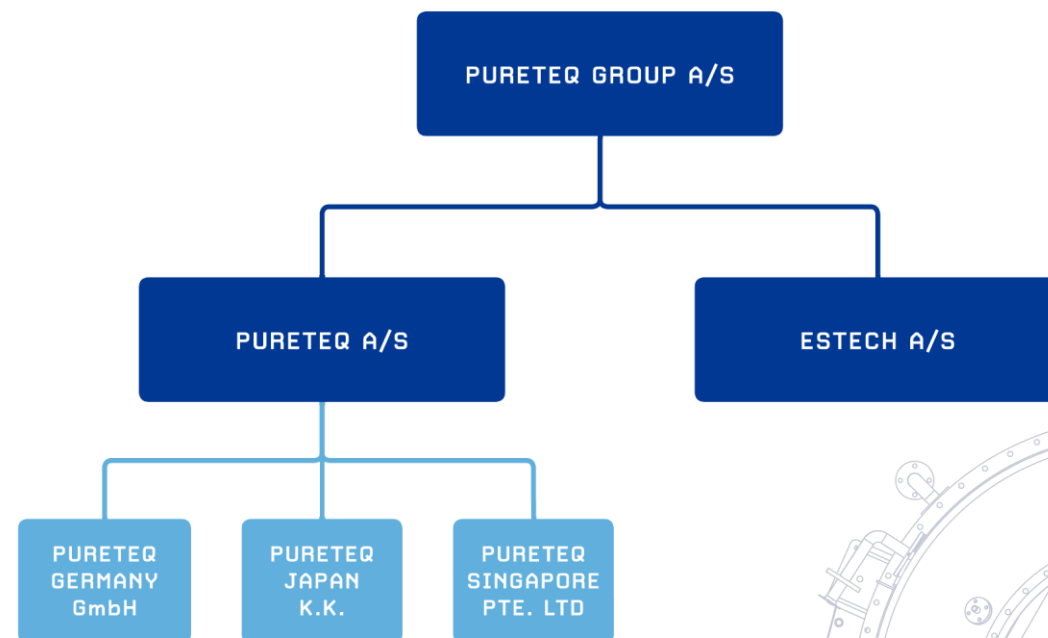 PURETEQ GROUP A/S
PURETEQ A/S
ESTECH A/S
PURETEQ
GERMANY
GmbH
PURETEQ
JAPAN
K.K.
PURETEQ
SINGAPORE
PTE. LTD